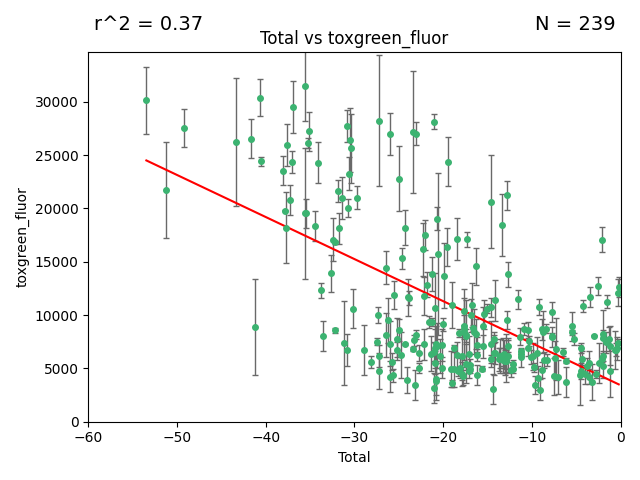 r^2 = 0.37
N = 239
Total vs toxgreen_fluor
toxgreen_fluor
30000
25000
20000
15000
10000
5000
0
−60
−50
−40
−30
−20
−10
0
Total